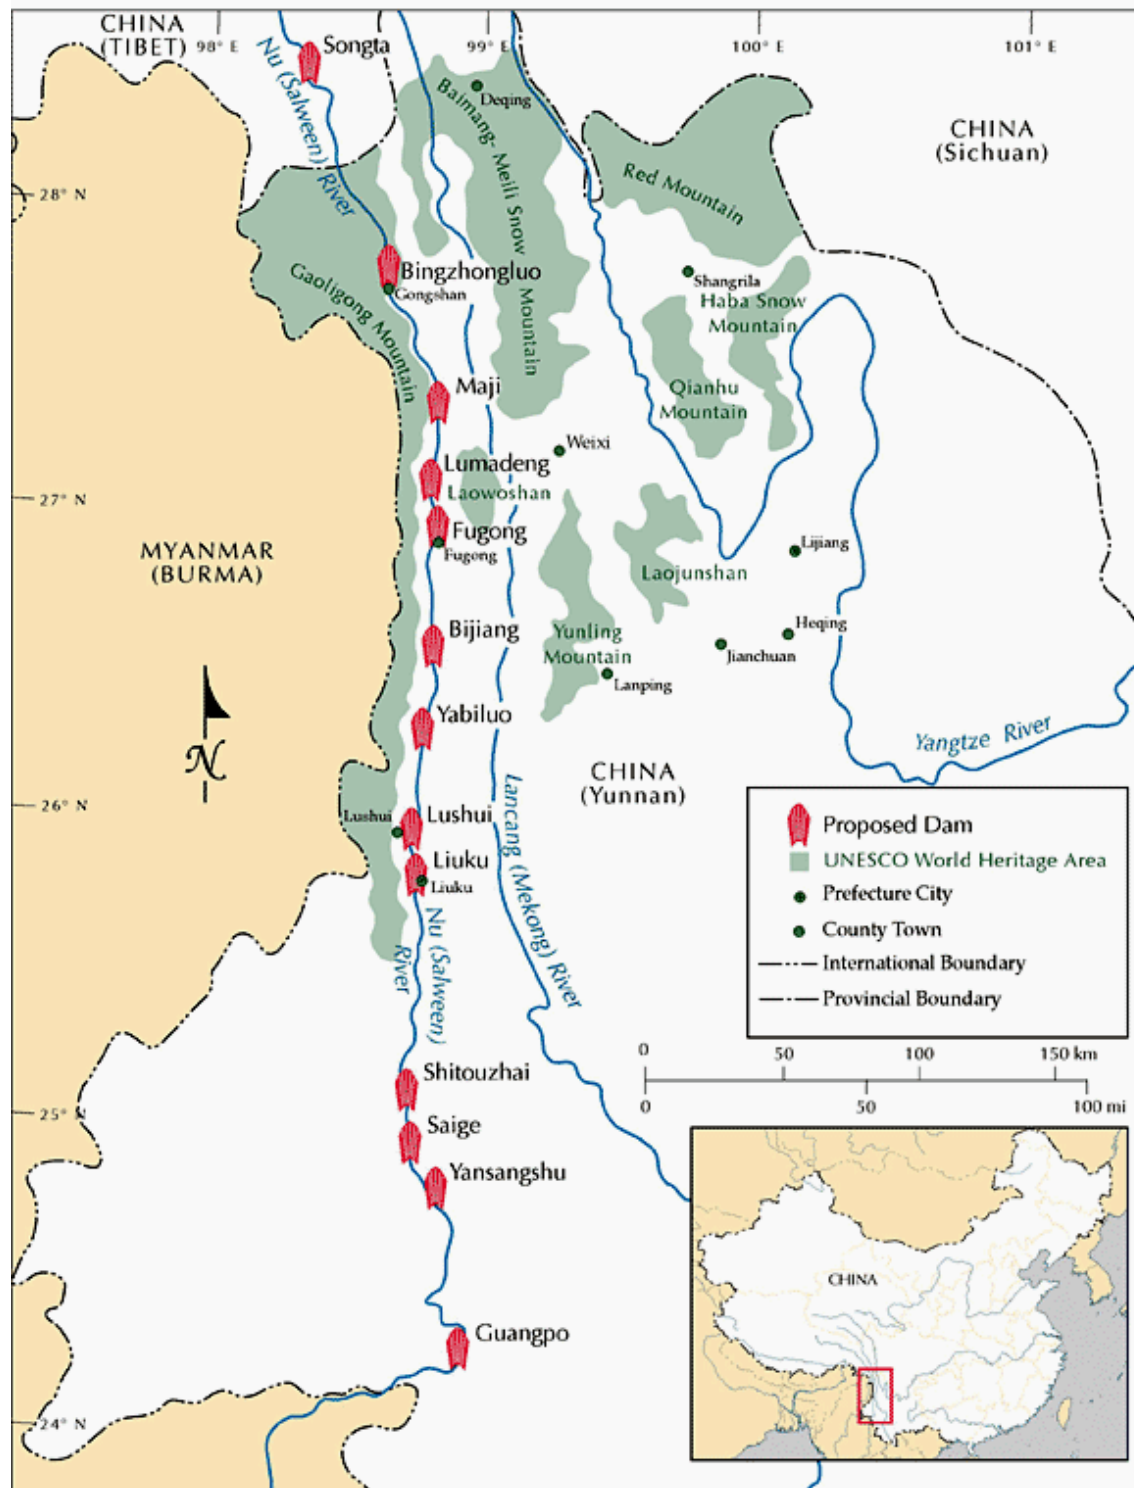 CHINA
(TIBET)
98° E
99° E
100° E
101° E
Songta
Nu (Salween) River
Deqing
Baimang-Meili Snow Mountain
CHINA
(Sichuan)
Red Mountain
28° N
Bingzhongluo
Gongshan
Gaoligong Mountain
Shangrila
Haba Snow
Mountain
Maji
Qianhu
Mountain
Weixi
Lumadeng
Laowoshan
27° N
Fugong
Fugong
MYANMAR
(BURMA)
Lijiang
Laojunshan
Bijiang
Yunling
Mountain
Heqing
Jianchuan
Lanping
Yabiluo
N
Yangtze River
CHINA
(Yunnan)
Lancang (Mekong) River
26° N
Lushui
Lushui
Liuku
Liuku
Nu (Salween)
River
Proposed Dam
UNESCO World Heritage Area
Prefecture City
County Town
International Boundary
Provincial Boundary
0
50
100
150 km
0
50
100 mi
Shitouzhai
25° N
Saige
Yansangshu
CHINA
Guangpo
24° N